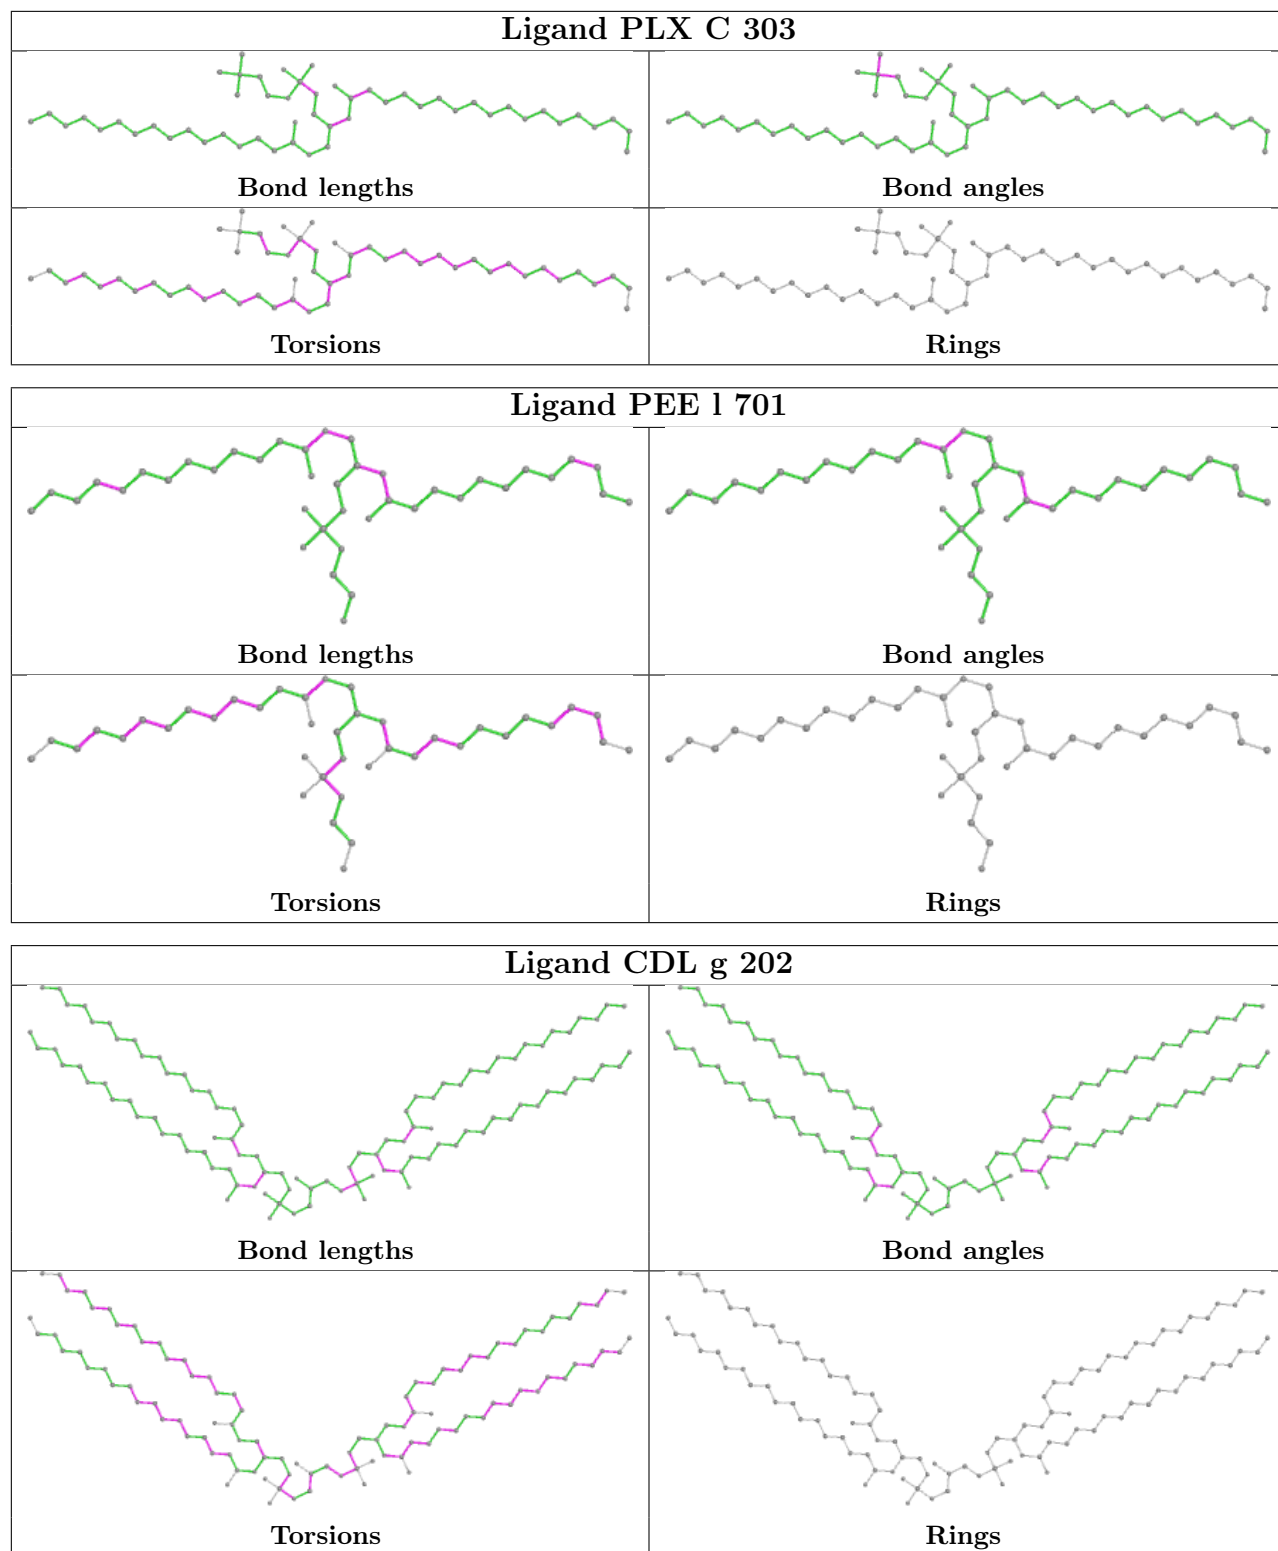 Ligand PLX C 303
Bond lengths
Bond angles
Torsions
Rings
Ligand PEE l 701
Bond lengths
Bond angles
Torsions
Rings
Ligand CDL g 202
Bond lengths
Bond angles
Torsions
Rings